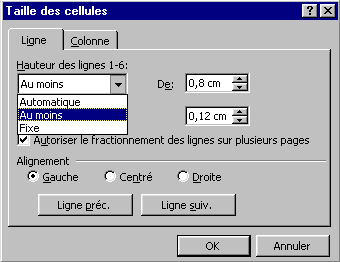 Taille des cellules
Ligne Colonne
Hauteur des lignes 1-6:
Au moins De: 0,8 cm
Automatique
Au moins 0,12 cm
Fixe
Autoriser le fractionnement des lignes sur plusieurs pages
Alignement
Gauche Centré Droite
Ligne préc. Ligne suiv.
OK Annuler